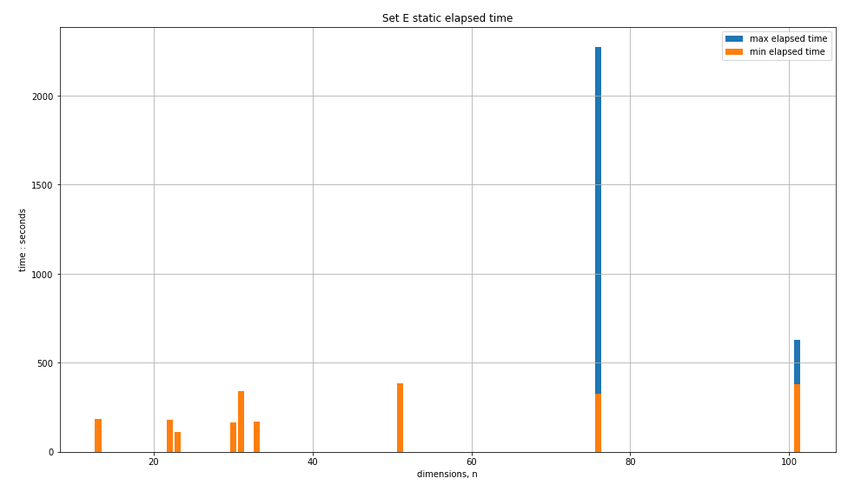 Set E static elapsed time
max elapsed time
min elapsed time
2000
1500
1000
500
0
time : seconds
20 40 60 80 100
dimensions, n